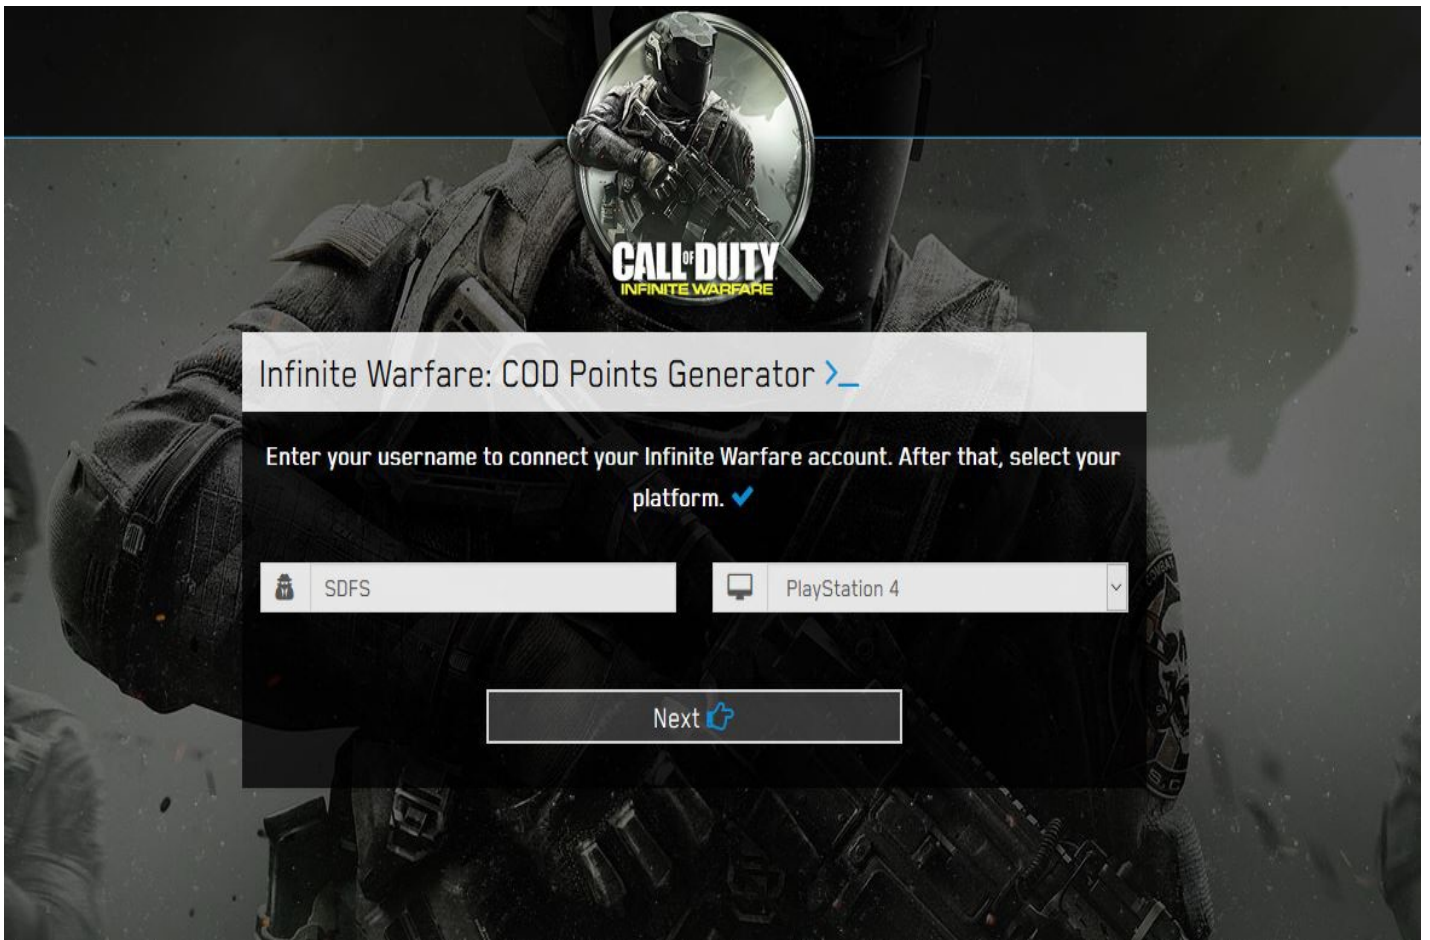 CALL OF DUTY
INFINITE WARFARE
Infinite Warfare: COD Points Generator >_
Enter your username to connect your Infinite Warfare account. After that, select your
platform.
SDFS
PlayStation 4
Next
COMBAT
S.C